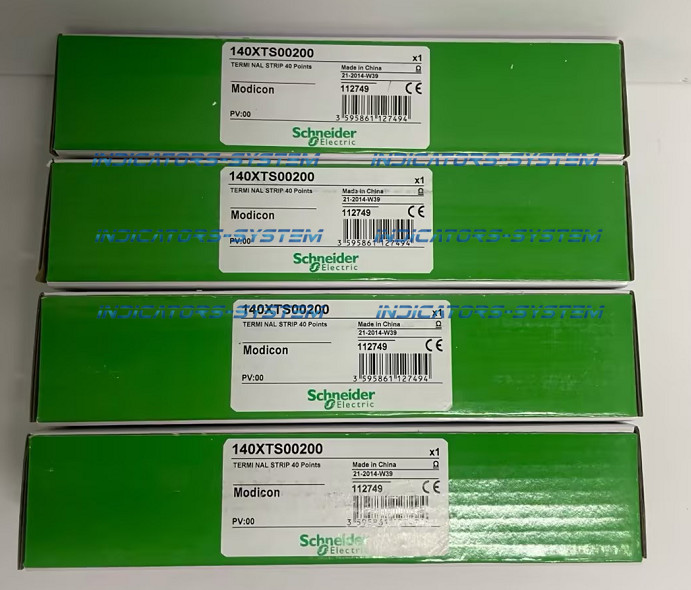 140XTS00200
x1
TERMI NAL STRIP 40 Points
Made in China
Ω
21-2014-W39
Modicon
112749
CE
PV:00
3 595861 127494
Schneider
Electric
INDICATORS-SYSTEM INDICATORS-SYSTEM
140XTS00200
x1
TERMI NAL STRIP 40 Points
Made in China
Ω
21-2014-W39
Modicon
112749
CE
PV:00
3 595861 127494
INDICATORS-SYSTEM INDICATORS-SYSTEM
Schneider
Electric
140XTS00200
x1
INDICATORS-SYSTEM INDICATORS-SYSTEM
TERMI NAL STRIP 40 Points
Made in China
Ω
21-2014-W39
Modicon
112749
CE
PV:00
3 595861 127494
Schneider
Electric
140XTS00200
x1
TERMI NAL STRIP 40 Points
Made in China
Ω
21-2014-W39
Modicon
112749
CE
PV:00
Schneider
Electric